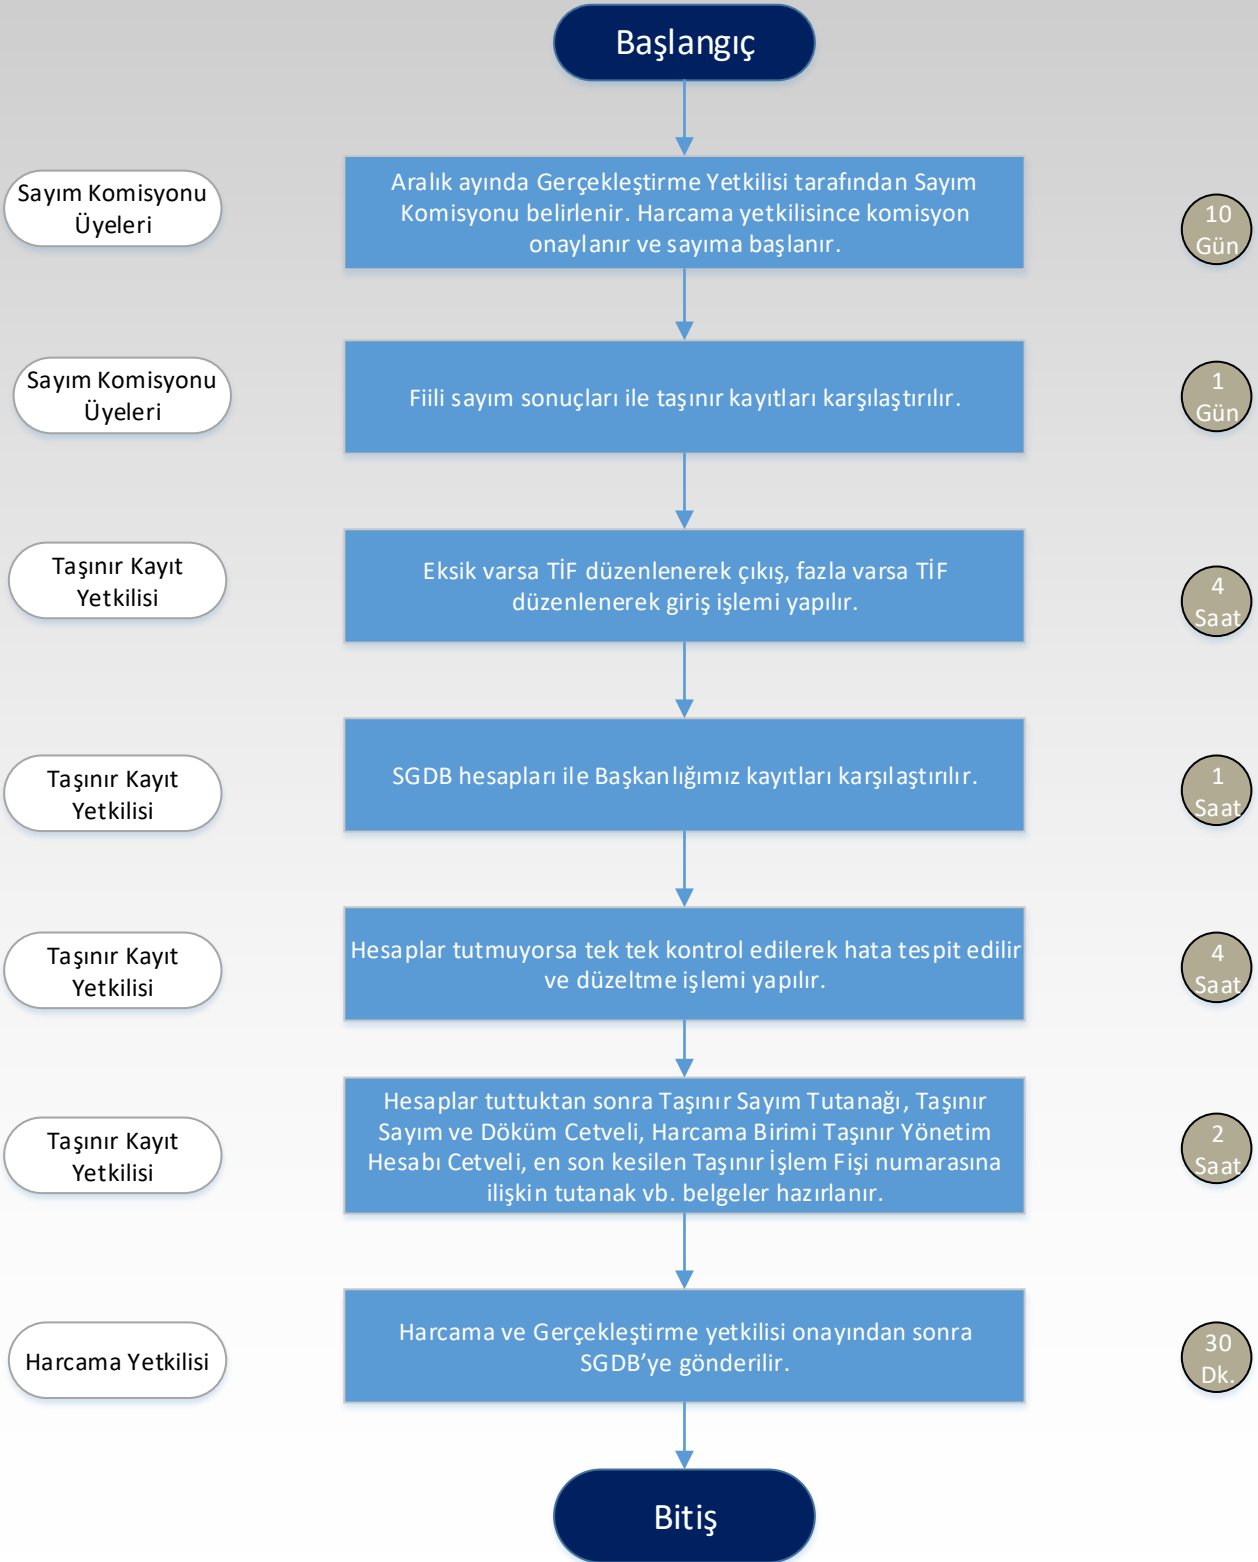 Başlangıç
Sayım Komisyonu
Üyeleri
Aralık ayında Gerçekleştirme Yetkilisi tarafından Sayım
Komisyonu belirlenir. Harcama yetkilisince komisyon
onaylanır ve sayıma başlanır.
10
Gün
Sayım Komisyonu
Üyeleri
Fiili sayım sonuçları ile taşınır kayıtları karşılaştırılır.
1
Gün
Taşınır Kayıt
Yetkilisi
Eksik varsa TİF düzenlenerek çıkış, fazla varsa TİF
düzenlenerek giriş işlemi yapılır.
4
Saat
Taşınır Kayıt
Yetkilisi
SGDB hesapları ile Başkanlığımız kayıtları karşılaştırılır.
1
Saat
Taşınır Kayıt
Yetkilisi
Hesaplar tutmuyorsa tek tek kontrol edilerek hata tespit edilir
ve düzeltme işlemi yapılır.
4
Saat
Taşınır Kayıt
Yetkilisi
Hesaplar tuttuktan sonra Taşınır Sayım Tutanağı, Taşınır
Sayım ve Döküm Cetveli, Harcama Birimi Taşınır Yönetim
Hesabı Cetveli, en son kesilen Taşınır İşlem Fişi numarasına
ilişkin tutanak vb. belgeler hazırlanır.
2
Saat
Harcama Yetkilisi
Harcama ve Gerçekleştirme yetkilisi onayından sonra
SGDB’ye gönderilir.
30
Dk.
Bitiş